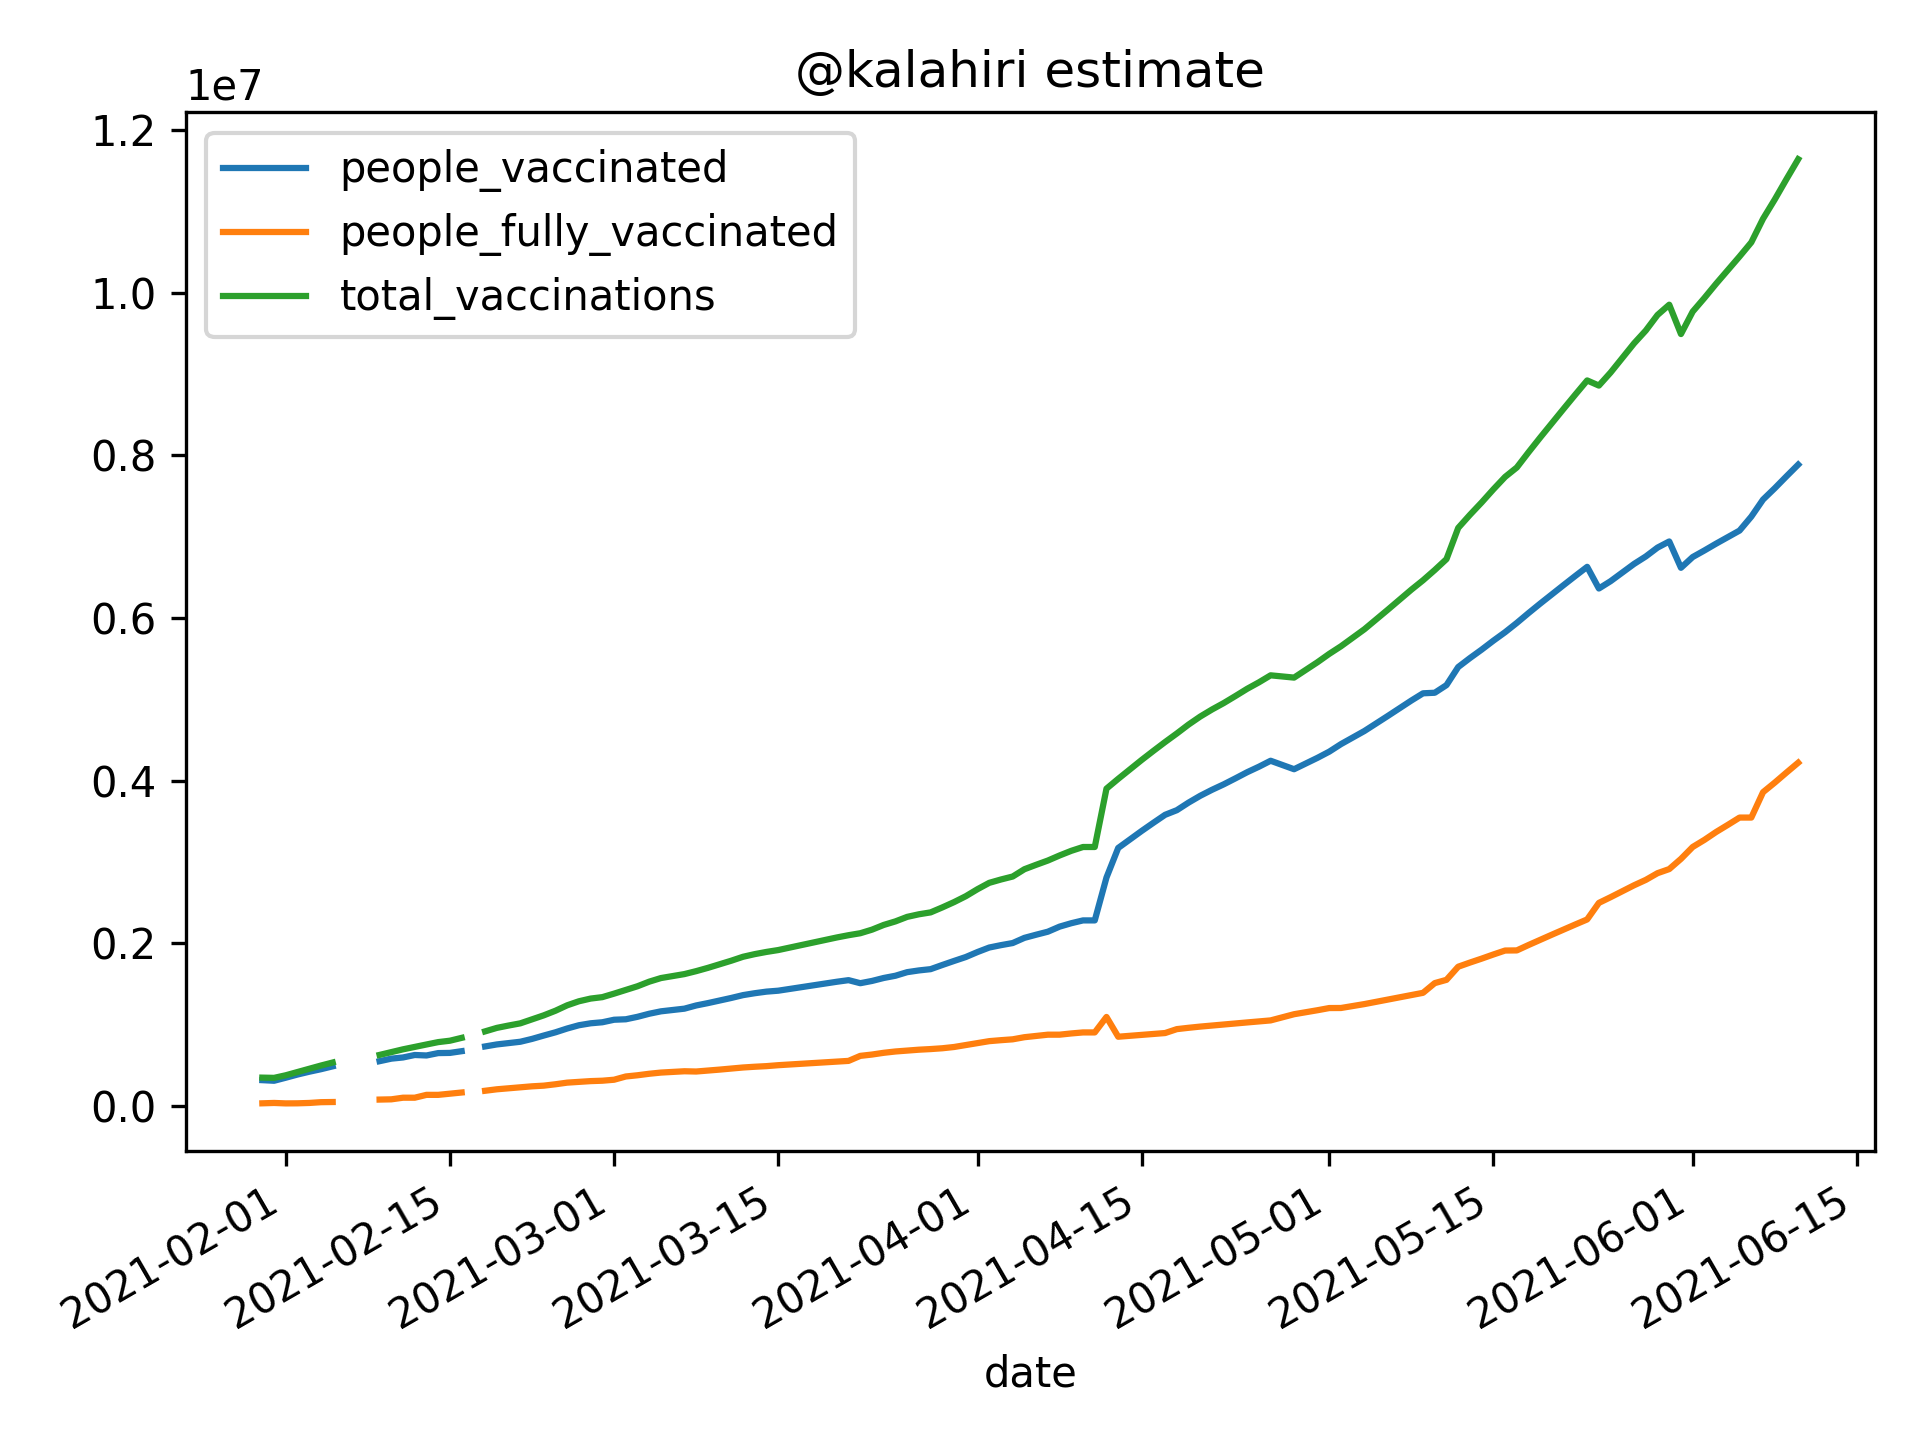 @kalahiri estimate
1e7
1.2
1.0
0.8
0.6
0.4
0.2
0.0
people_vaccinated
people_fully_vaccinated
total_vaccinations
2021-02-01
2021-02-15
2021-03-01
2021-03-15
2021-04-01
2021-04-15
2021-05-01
2021-05-15
2021-06-01
2021-06-15
date